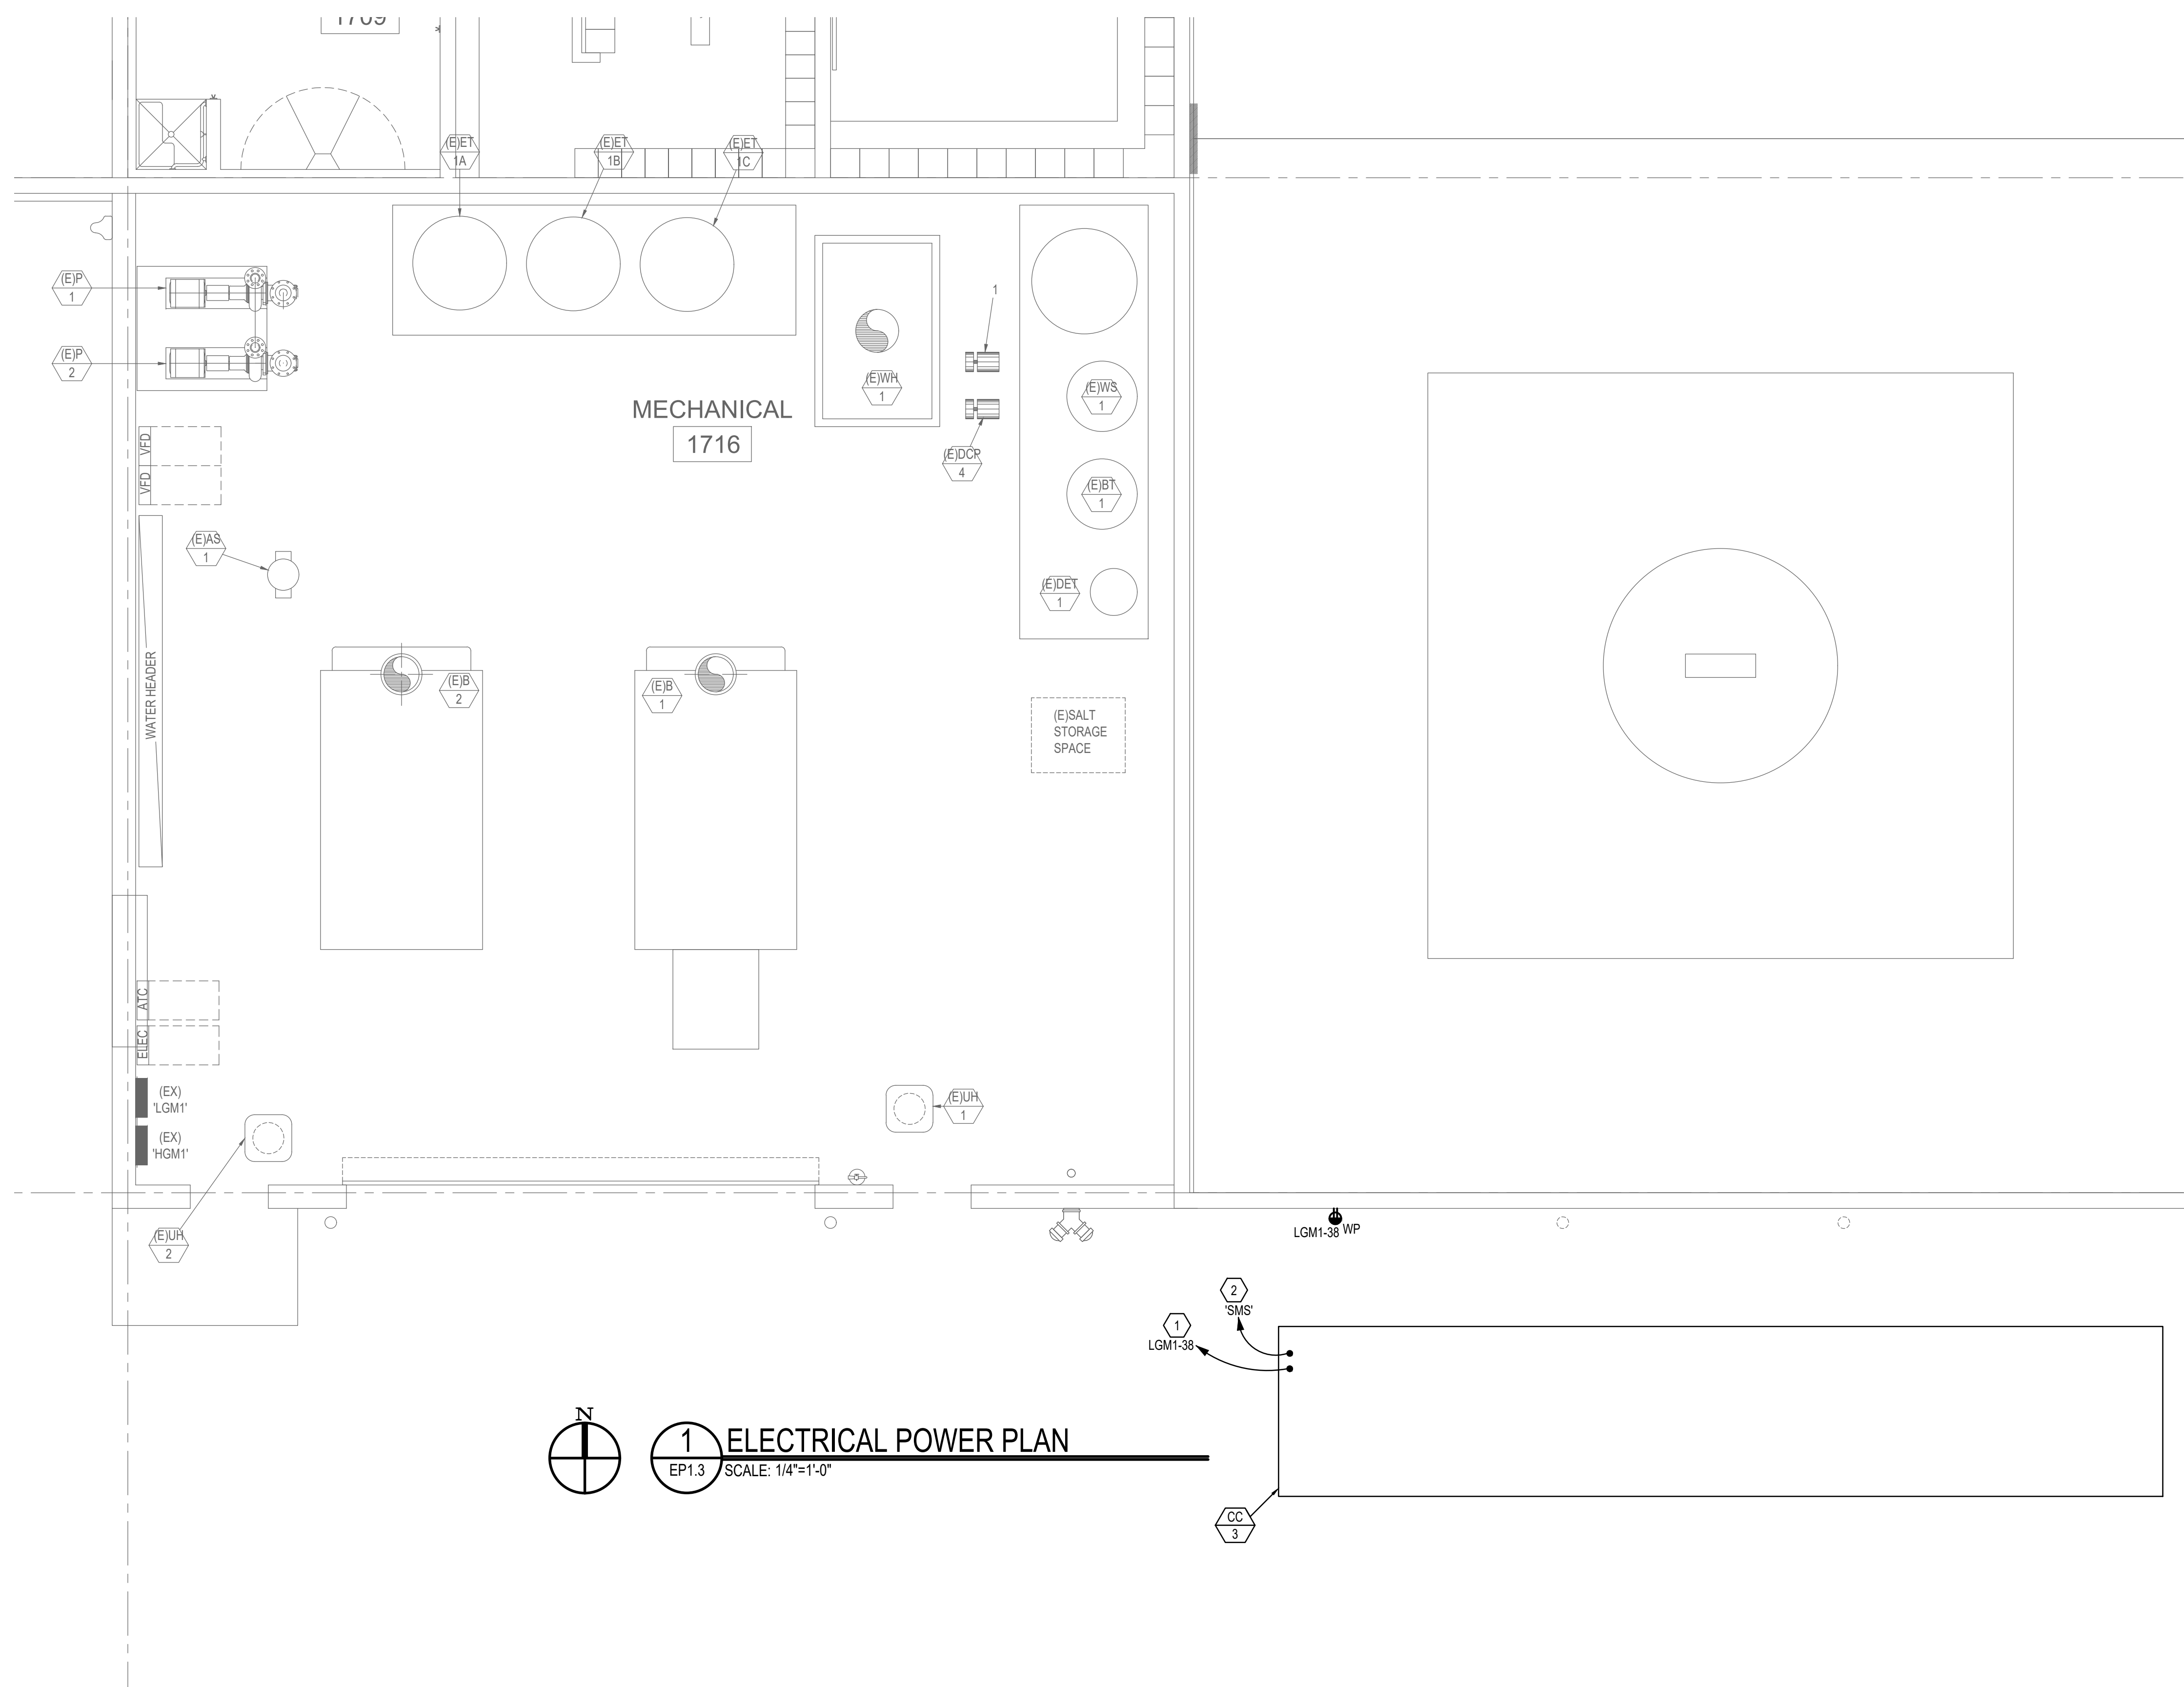 1709
(E)ET
1A
(E)ET
1B
(E)ET
1C
(E)P
1
(E)P
2
1
(E)WH
1
(E)WS
1
MECHANICAL
1716
(E)DCP
4
(E)BT
1
VFD
VFD
(E)AS
1
(E)DET
1
WATER HEADER
(E)B
2
(E)B
1
(E)SALT
STORAGE
SPACE
ATC
ELEC
(EX)
'LGM1'
(EX)
'HGM1'
(E)UH
1
(E)UH
2
LGM1-38 WP
2
'SMS'
1
LGM1-38
N
1
ELECTRICAL POWER PLAN
EP1.3
SCALE: 1/4"=1'-0"
CC
3